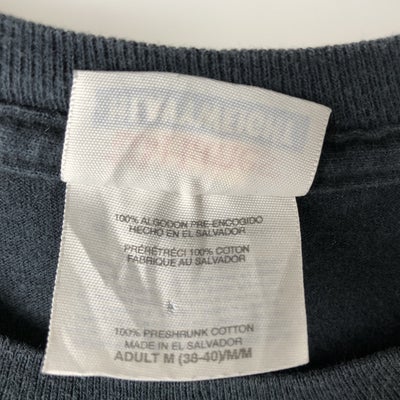 100% ALGODON PRE-ENCOGIDO
HECHO EN EL SALVADOR
PRÉRÉTRÉCI 100% COTON
FABRIQUE AU SALVADOR
100% PRESHRUNK COTTON
MADE IN EL SALVADOR
ADULT M (38-40)/M/M